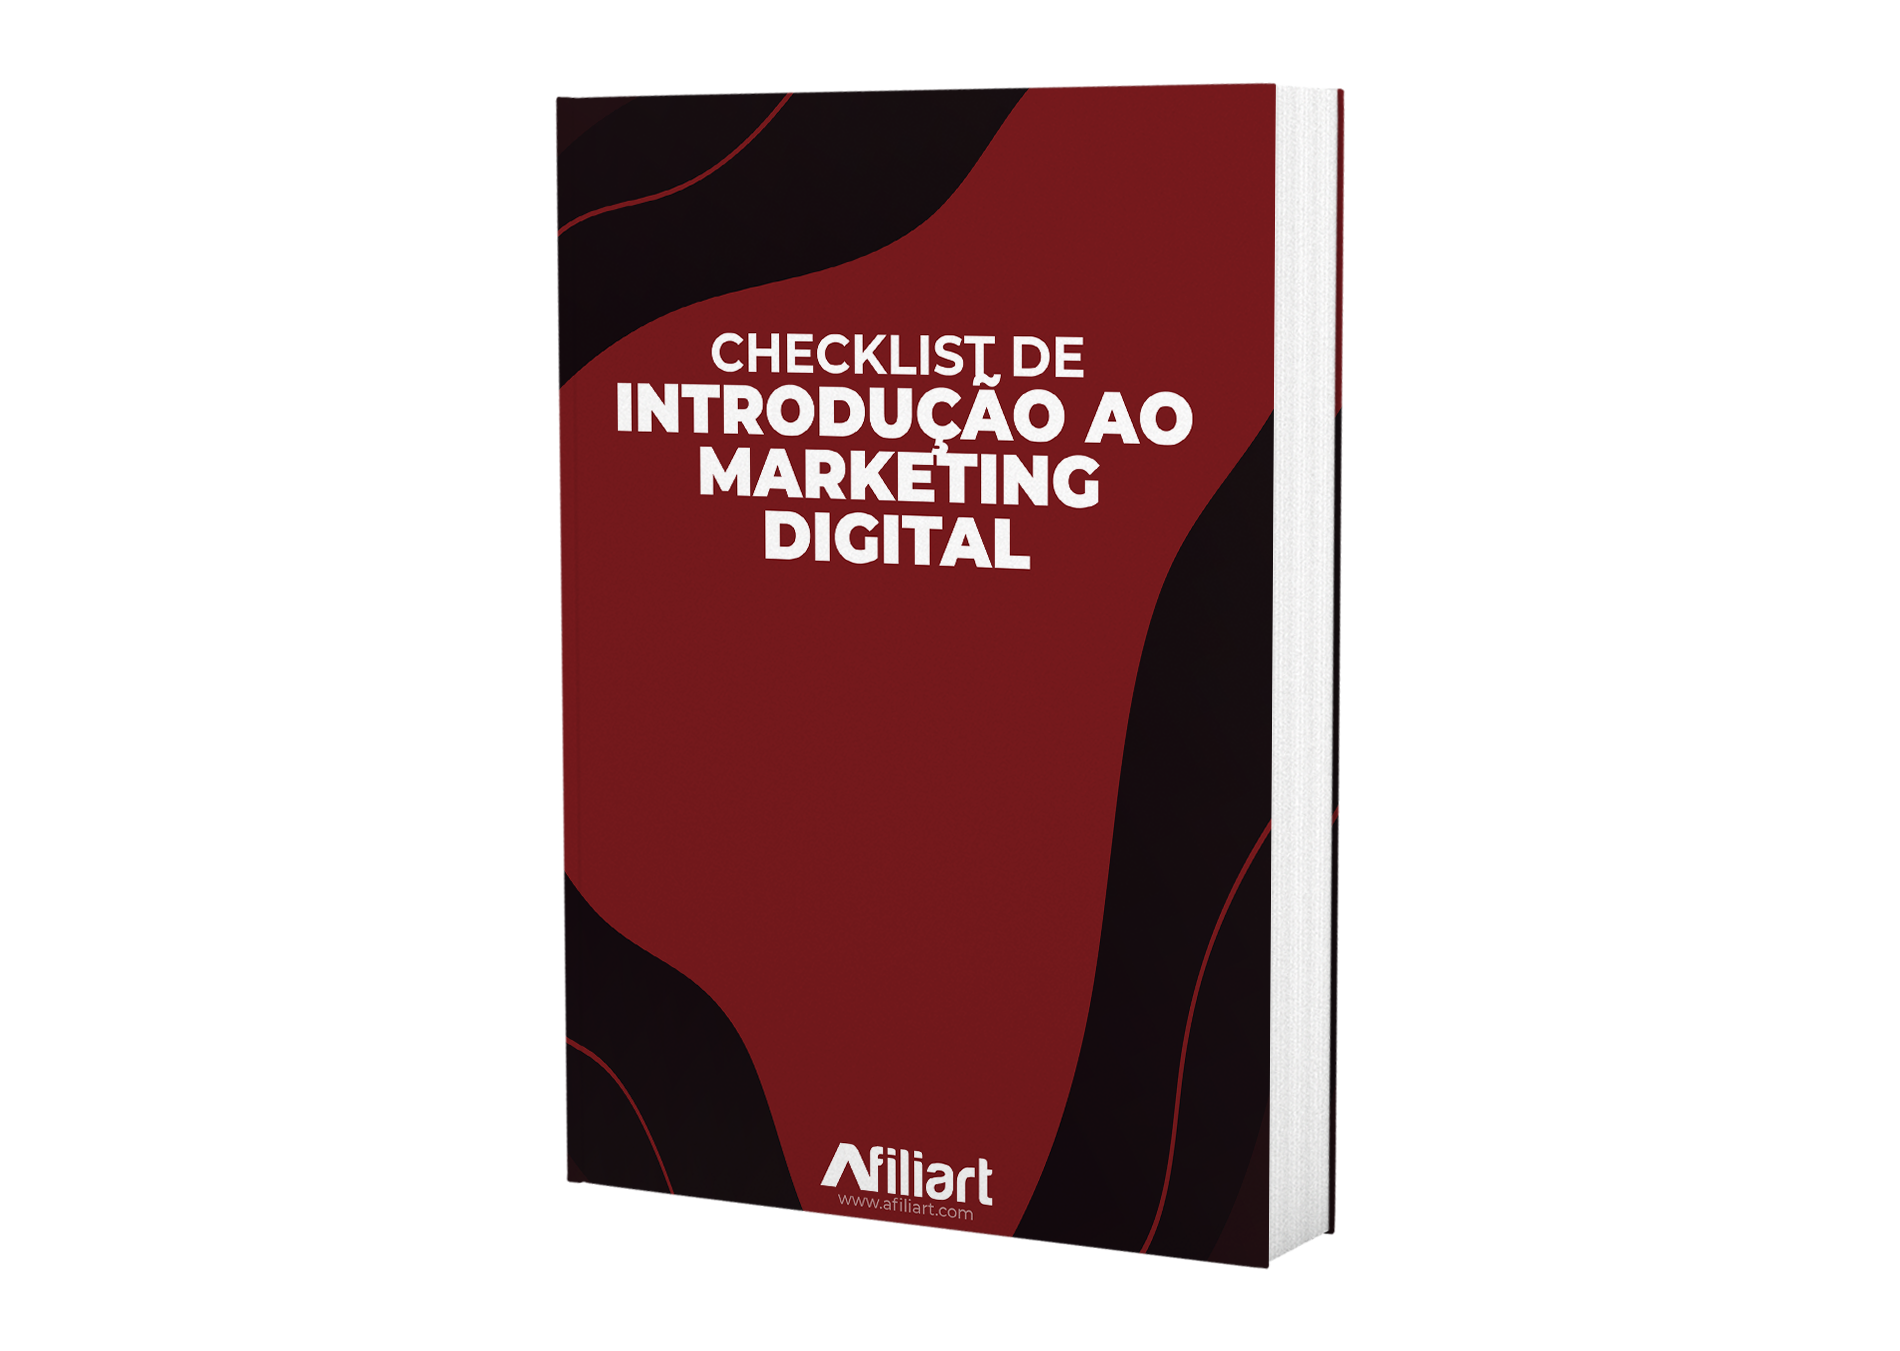 CHECKLIST DE
INTRODUÇÃO AO
MARKETING
DIGITAL
Afiliart
www.afiliart.com